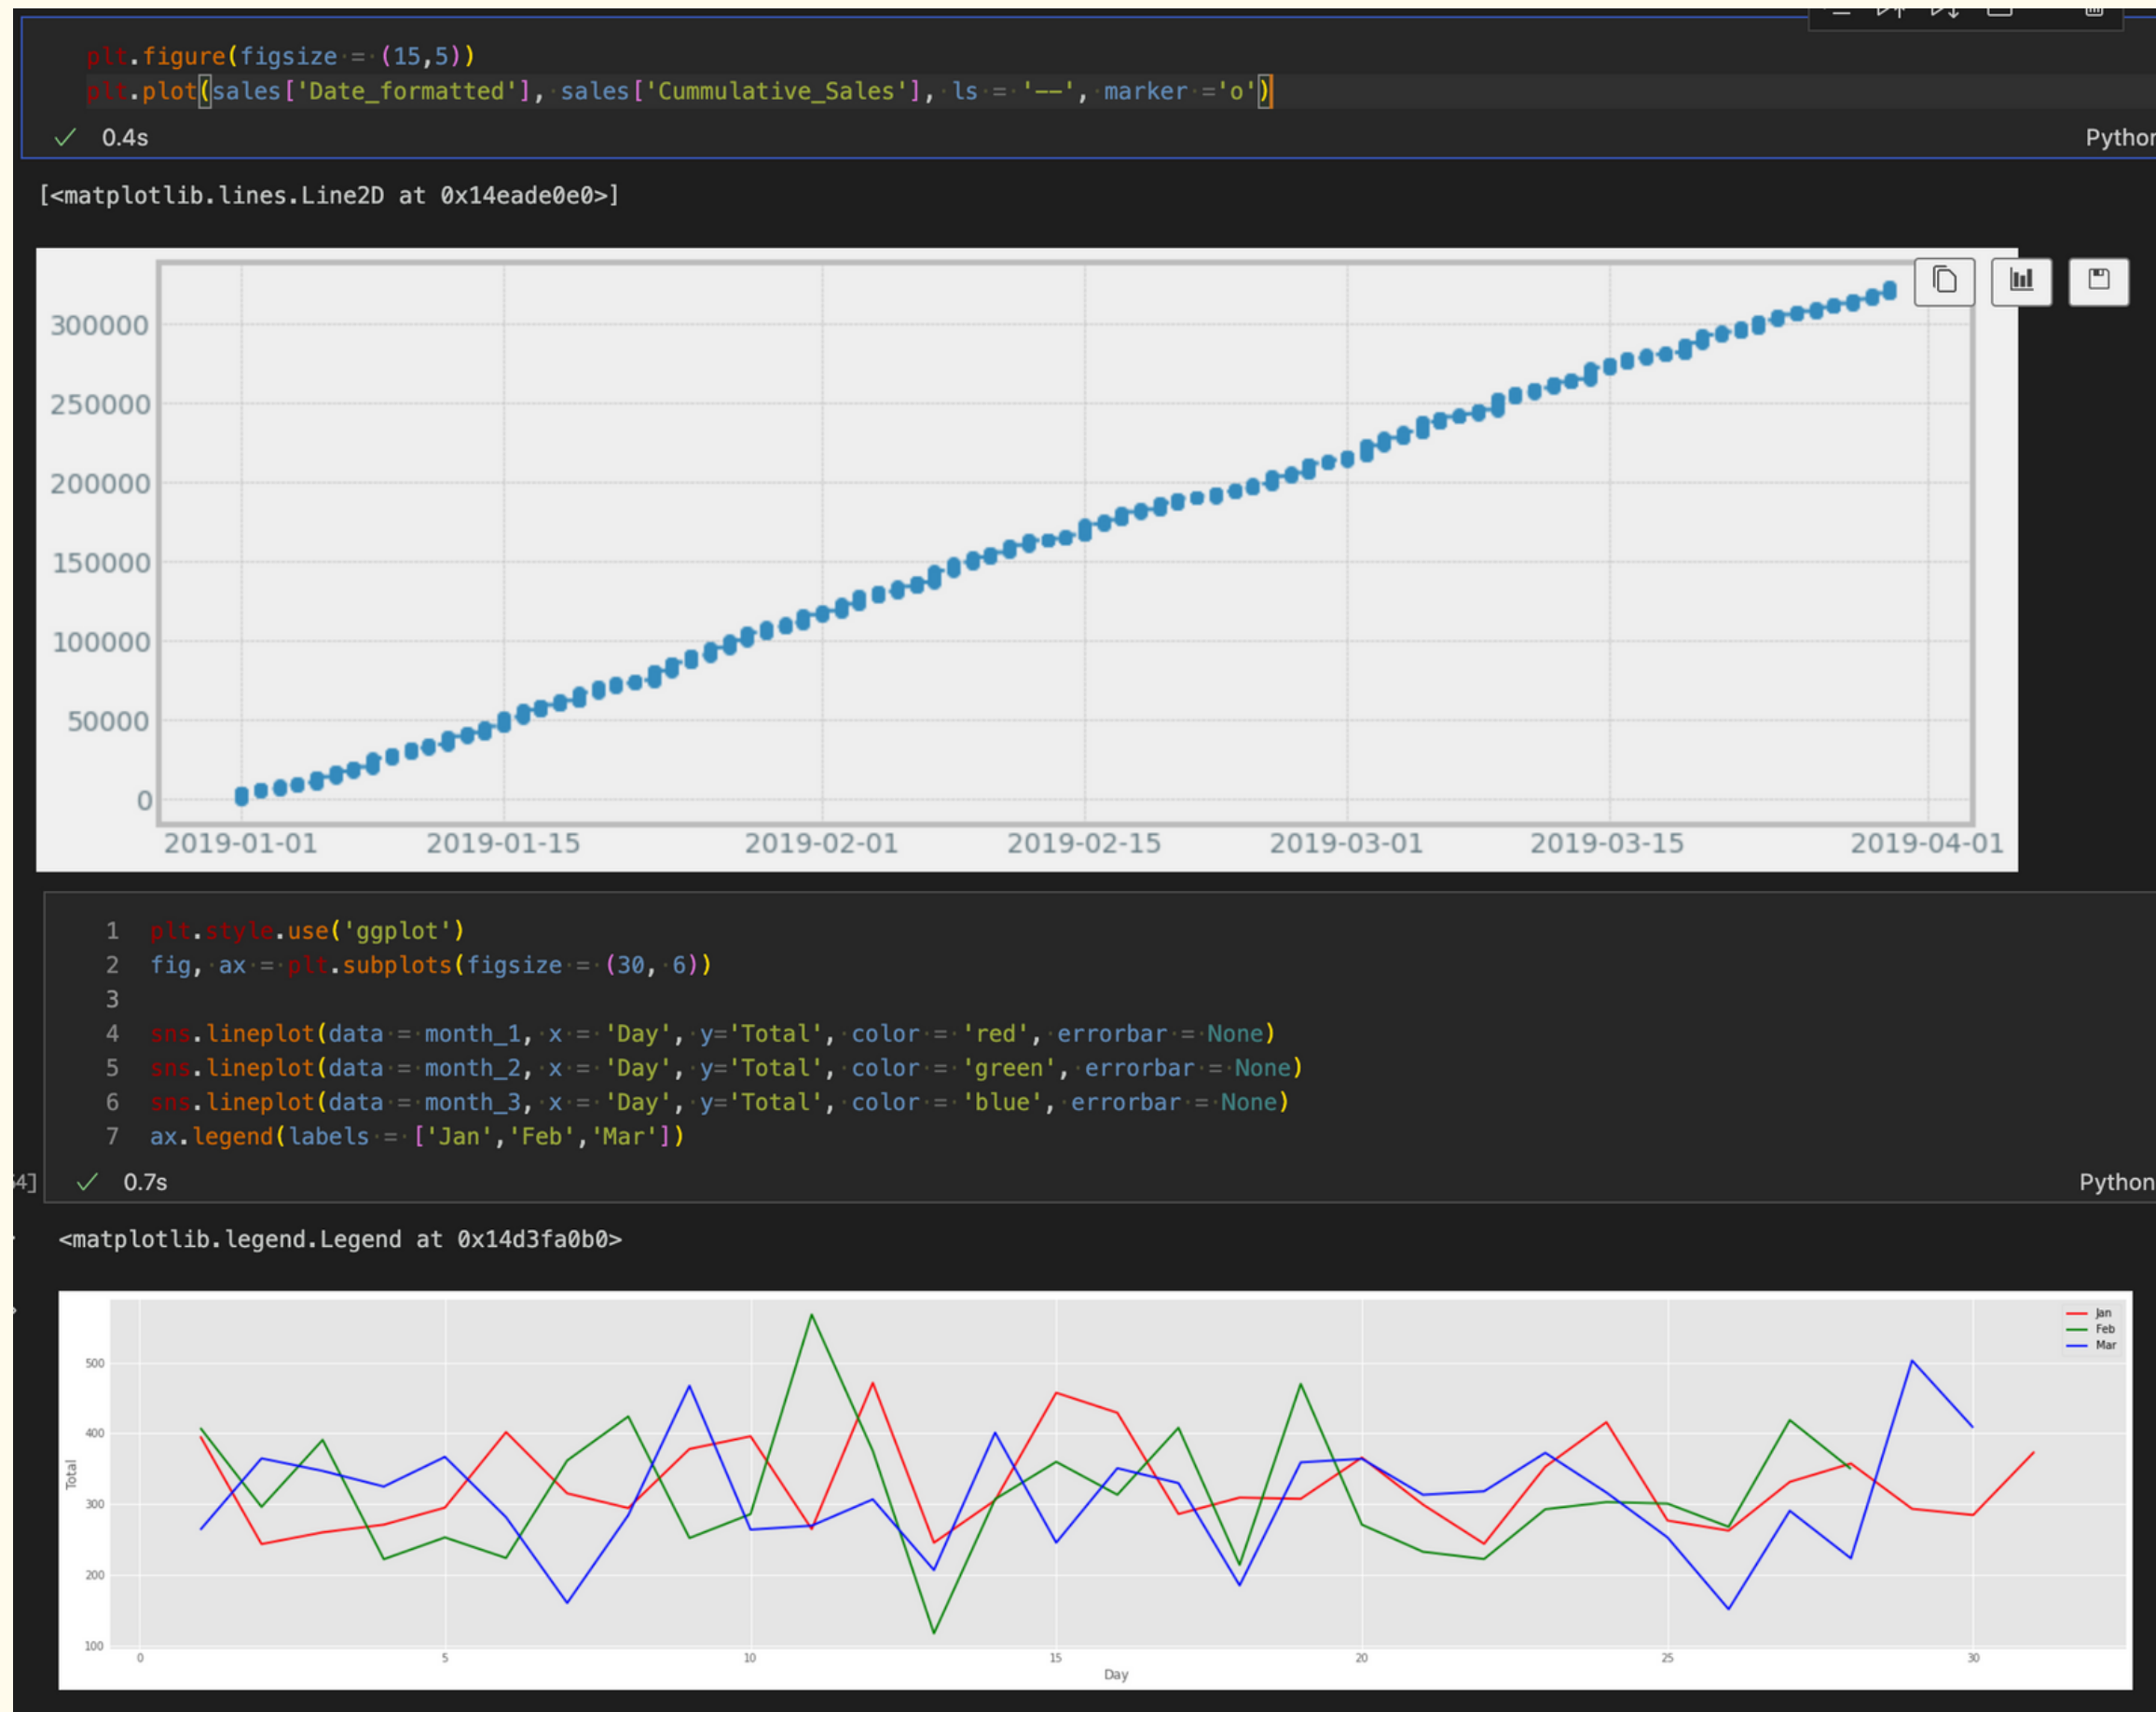 plt.figure(figsize = (15,5))
plt.plot(sales['Date_formatted'], sales['Cummulative_Sales'], ls = '--', marker ='o')
0.4s
[<matplotlib.lines.Line2D at 0x14eade0e0>]
300000
250000
200000
150000
100000
50000
0
2019-01-01 2019-01-15 2019-02-01 2019-02-15 2019-03-01 2019-03-15 2019-04-01
1 plt.style.use('ggplot')
2 fig, ax = plt.subplots(figsize = (30, 6))
3
4 sns.lineplot(data = month_1, x = 'Day', y='Total', color = 'red', errorbar = None)
5 sns.lineplot(data = month_2, x = 'Day', y='Total', color = 'green', errorbar = None)
6 sns.lineplot(data = month_3, x = 'Day', y='Total', color = 'blue', errorbar = None)
7 ax.legend(labels = ['Jan','Feb','Mar'])
4] 0.7s Python
<matplotlib.legend.Legend at 0x14d3fa0b0>
Jan
Feb
Mar
500
400
300
200
100
Total
0 5 10 15 20 25 30
Day